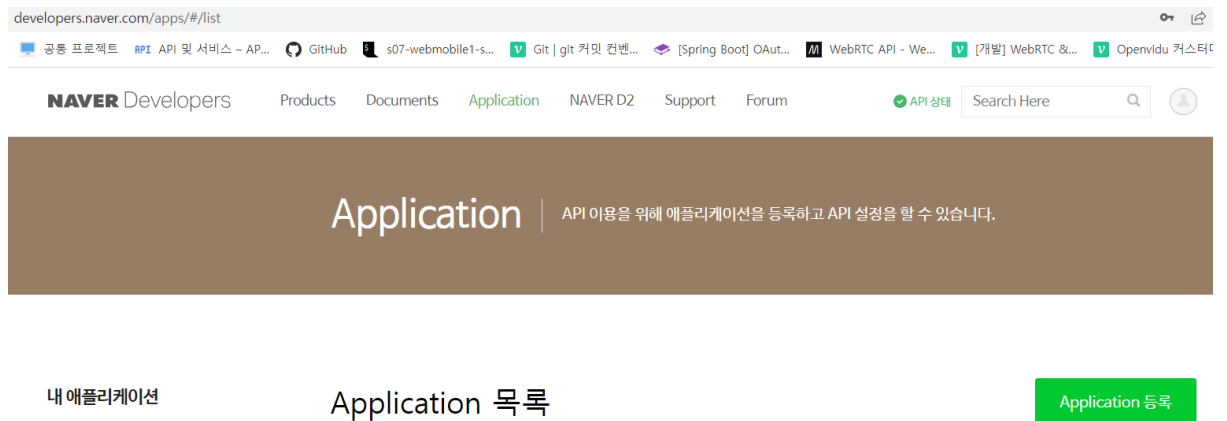 developers.naver.com/apps/#/list
공통 프로젝트 API API 및 서비스 – AP... GitHub s07-webmobile1-s... Git | git 커밋 컨벤... [Spring Boot] OAut... WebRTC API - We... [개발] WebRTC &... Openvidu 커스터
NAVER Developers Products Documents Application NAVER D2 Support Forum API 상태 Search Here
Application API 이용을 위해 애플리케이션을 등록하고 API 설정을 할 수 있습니다.
내 애플리케이션 Application 목록 Application 등록